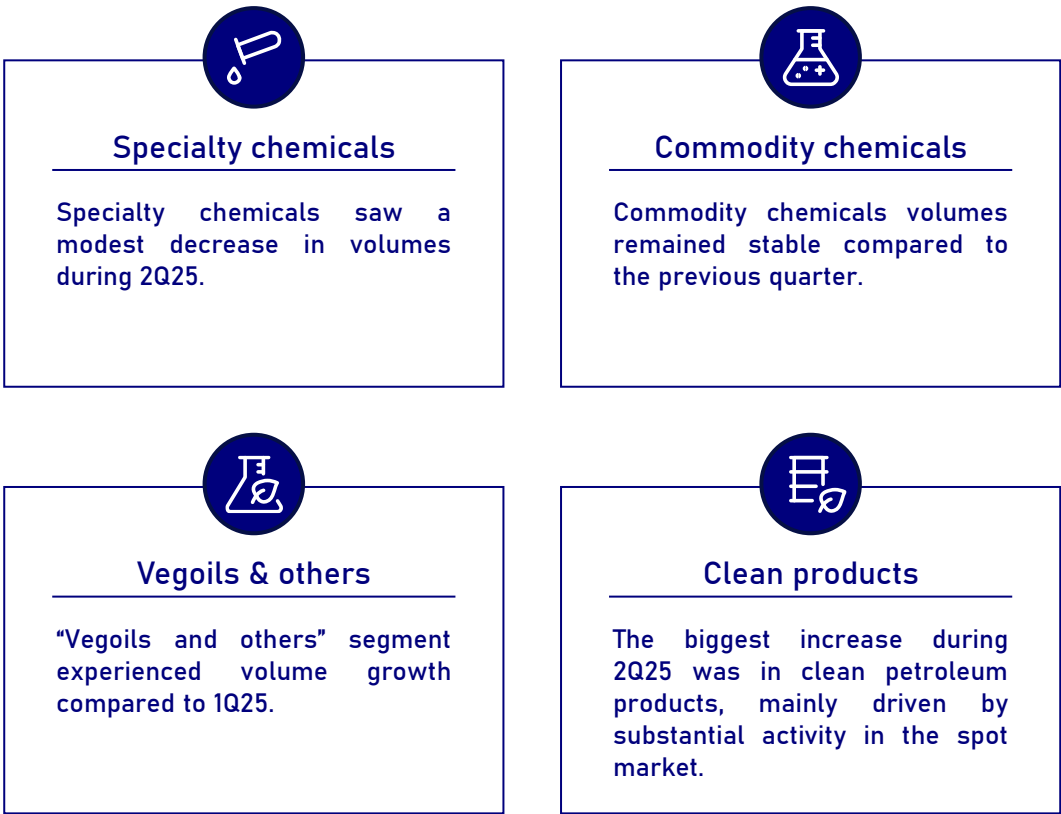 Specialty chemicals
Specialty chemicals saw a
modest decrease in volumes
during 2Q25.
Commodity chemicals
Commodity chemicals volumes
remained stable compared to
the previous quarter.
Vegoils & others
“Vegoils and others” segment
experienced volume growth
compared to 1Q25.
Clean products
The biggest increase during
2Q25 was in clean petroleum
products, mainly driven by
substantial activity in the spot
market.